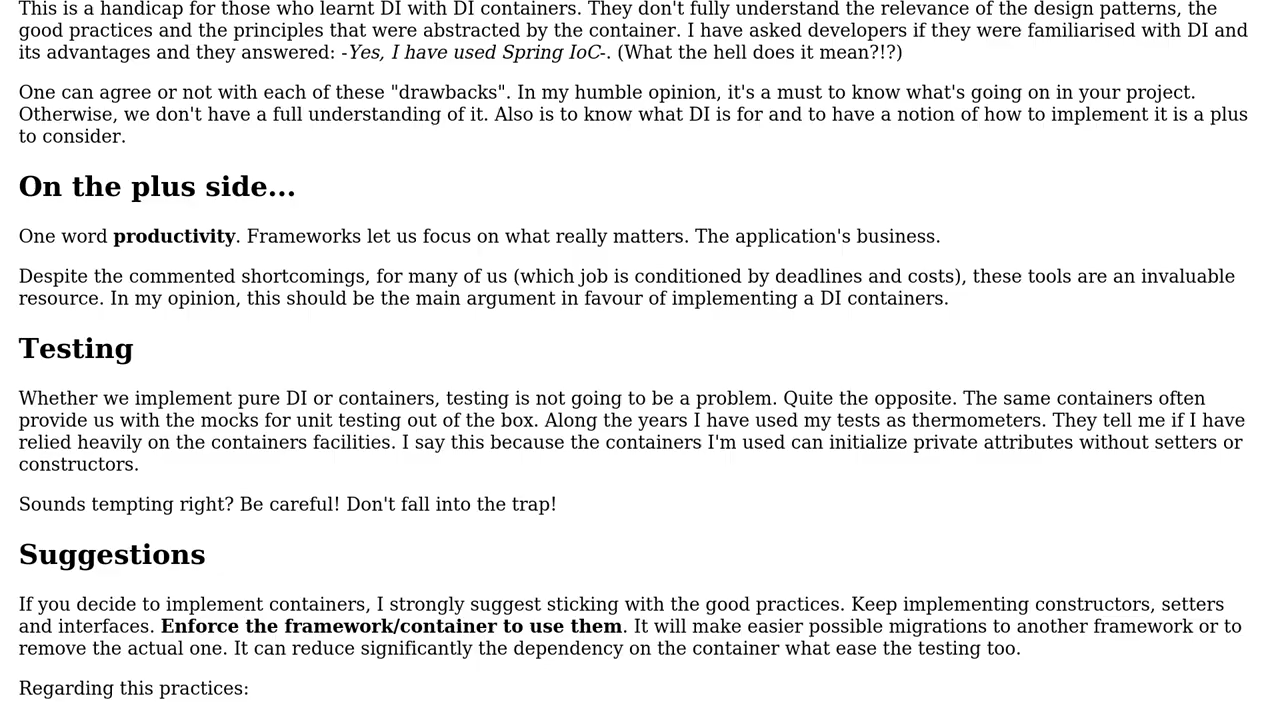 This is a handicap for those who learnt DI with DI containers. They don't fully understand the relevance of the design patterns, the
good practices and the principles that were abstracted by the container. I have asked developers if they were familiarised with DI and
its advantages and they answered: -Yes, I have used Spring IoC-. (What the hell does it mean?!?)
One can agree or not with each of these "drawbacks". In my humble opinion, it's a must to know what's going on in your project.
Otherwise, we don't have a full understanding of it. Also is to know what DI is for and to have a notion of how to implement it is a plus
to consider.
On the plus side...
One word productivity. Frameworks let us focus on what really matters. The application's business.
Despite the commented shortcomings, for many of us (which job is conditioned by deadlines and costs), these tools are an invaluable
resource. In my opinion, this should be the main argument in favour of implementing a DI containers.
Testing
Whether we implement pure DI or containers, testing is not going to be a problem. Quite the opposite. The same containers often
provide us with the mocks for unit testing out of the box. Along the years I have used my tests as thermometers. They tell me if I have
relied heavily on the containers facilities. I say this because the containers I'm used can initialize private attributes without setters or
constructors.
Sounds tempting right? Be careful! Don't fall into the trap!
Suggestions
If you decide to implement containers, I strongly suggest sticking with the good practices. Keep implementing constructors, setters
and interfaces. Enforce the framework/container to use them. It will make easier possible migrations to another framework or to
remove the actual one. It can reduce significantly the dependency on the container what ease the testing too.
Regarding this practices: